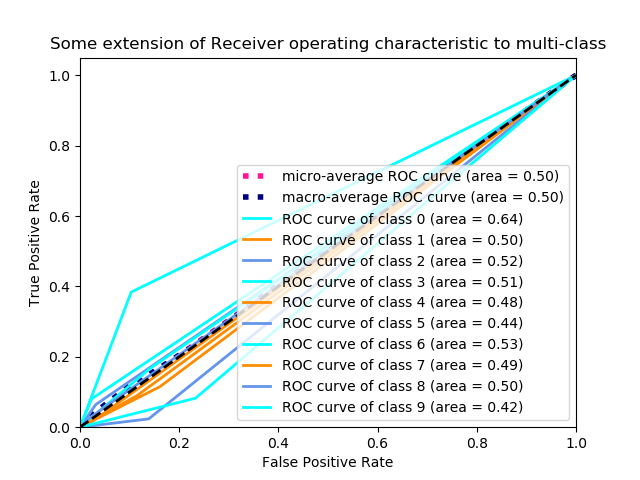 Some extension of Receiver operating characteristic to multi-class
True Positive Rate
1.0
0.8
0.6
0.4
0.2
0.0
micro-average ROC curve (area = 0.50)
macro-average ROC curve (area = 0.50)
ROC curve of class 0 (area = 0.64)
ROC curve of class 1 (area = 0.50)
ROC curve of class 2 (area = 0.52)
ROC curve of class 3 (area = 0.51)
ROC curve of class 4 (area = 0.48)
ROC curve of class 5 (area = 0.44)
ROC curve of class 6 (area = 0.53)
ROC curve of class 7 (area = 0.49)
ROC curve of class 8 (area = 0.50)
ROC curve of class 9 (area = 0.42)
0.0 0.2 0.4 0.6 0.8 1.0
False Positive Rate